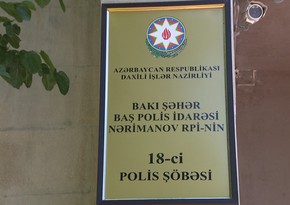 AZƏRBAYCAN RESPUBLİKASI
DAXİLİ İŞLƏR NAZİRLİYİ
BAKI ŞƏHƏR
BAŞ POLİS İDARƏSİ
NƏRİMANOV RPİ-NİN
18-ci
POLİS ŞÖBƏSİ